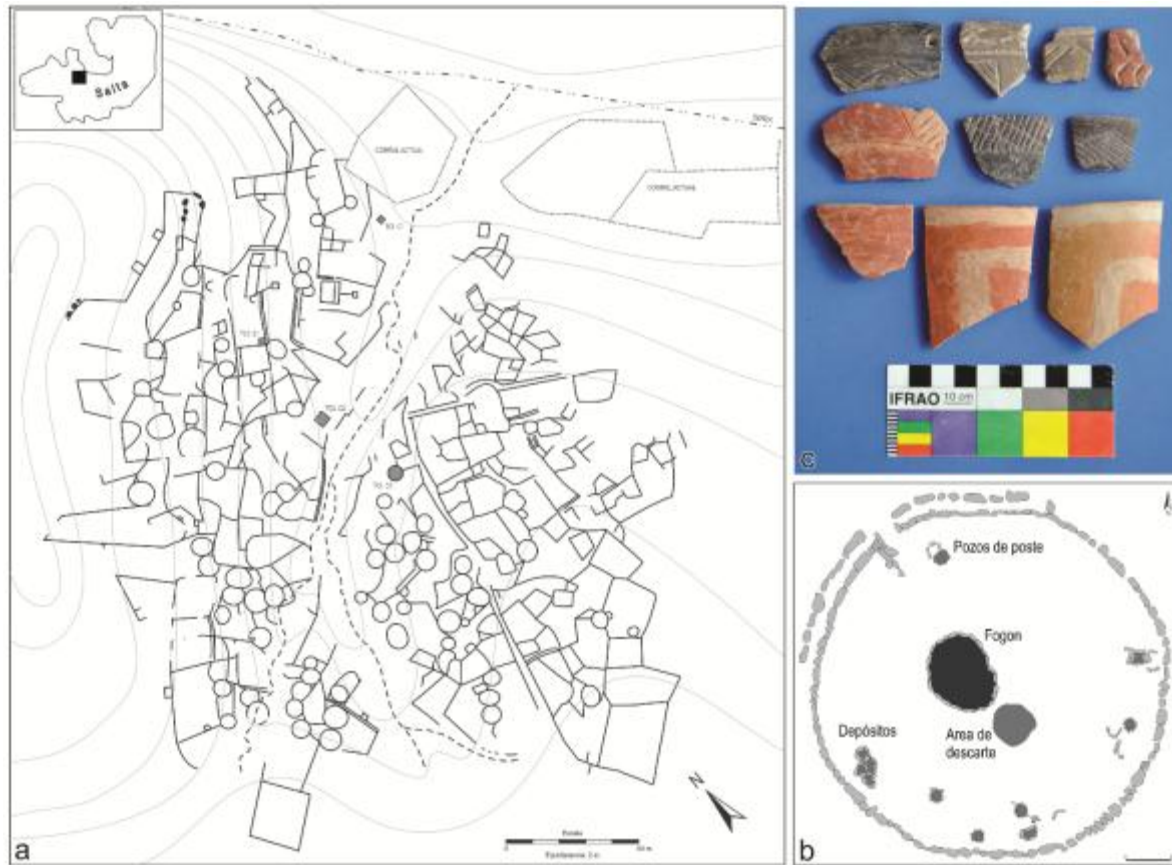 Salta
CORRAL ACTUAL
CORRAL ACTUAL
N
a
IFRAO 10 cm
c
Pozos de poste
Fogon
Depósitos
Area de
descarte
b